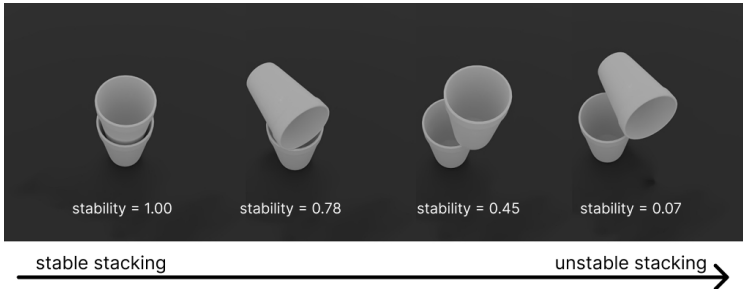 stability = 1.00
stability = 0.78
stability = 0.45
stability = 0.07
stable stacking
unstable stacking